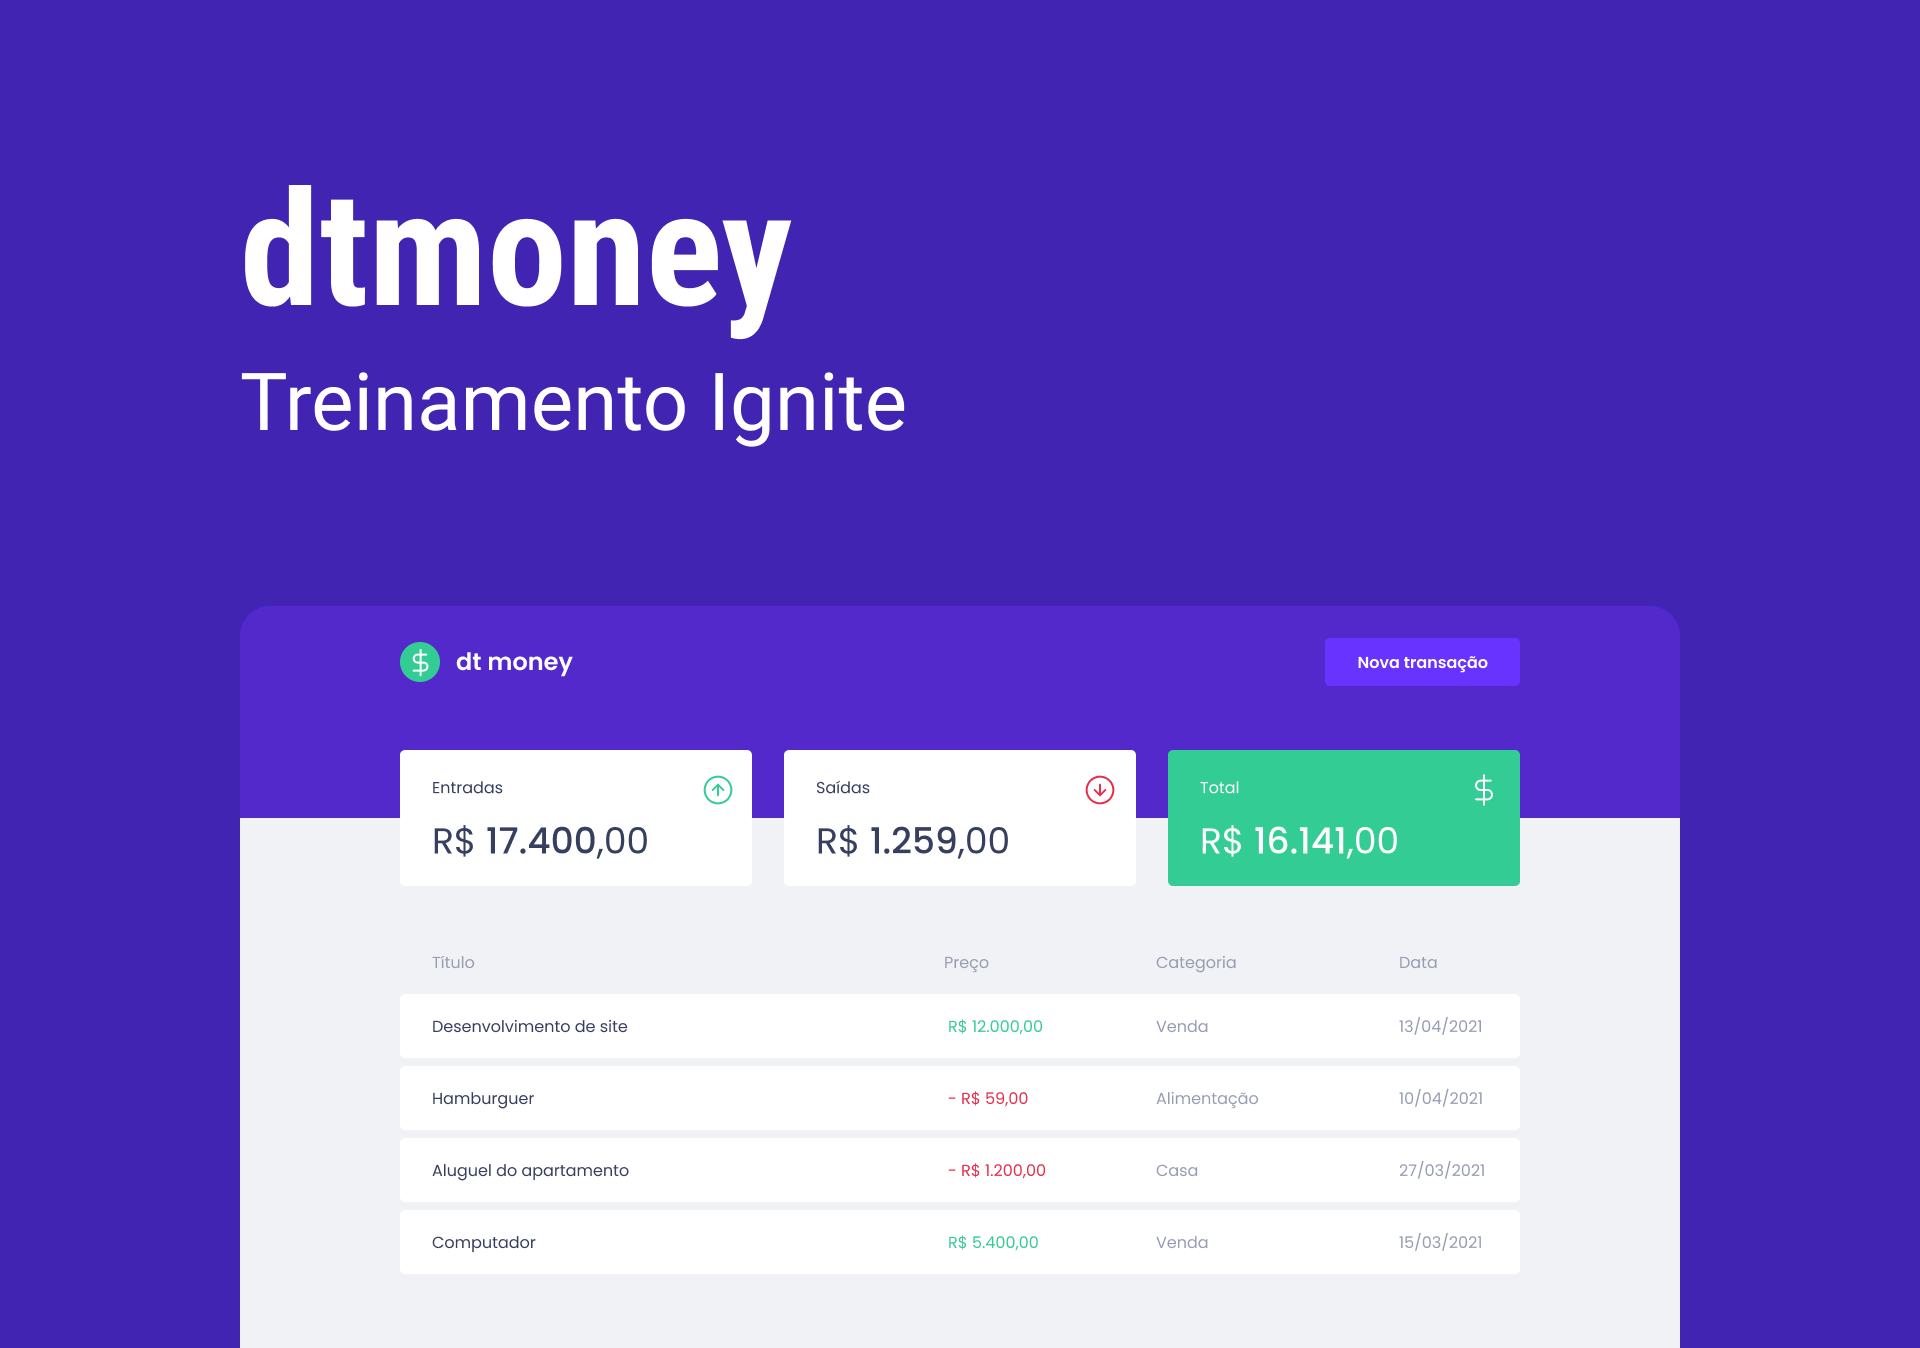 dtmoney
Treinamento Ignite
$ dt money
Nova transação
Entradas
R$ 17.400,00
Saídas
R$ 1.259,00
Total $
R$ 16.141,00
Título Preço Categoria Data
Desenvolvimento de site R$ 12.000,00 Venda 13/04/2021
Hamburguer - R$ 59,00 Alimentação 10/04/2021
Aluguel do apartamento - R$ 1.200,00 Casa 27/03/2021
Computador R$ 5.400,00 Venda 15/03/2021